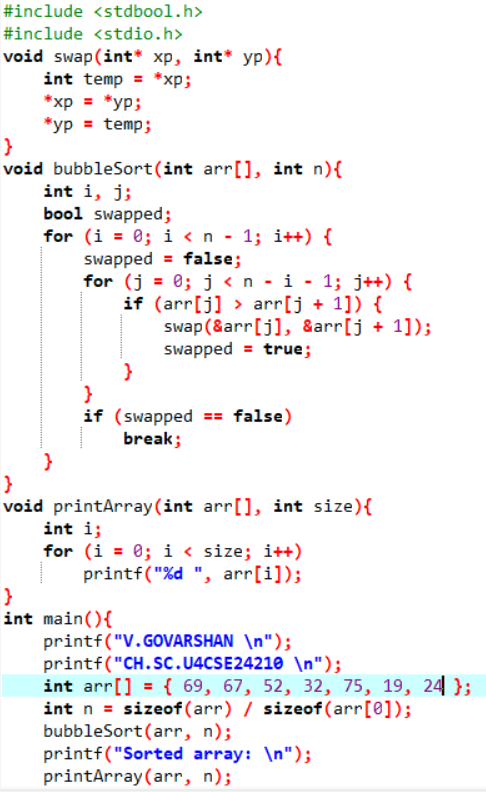 #include <stdbool.h>
#include <stdio.h>
void swap(int* xp, int* yp){
    int temp = *xp;
    *xp = *yp;
    *yp = temp;
}
void bubbleSort(int arr[], int n){
    int i, j;
    bool swapped;
    for (i = 0; i < n - 1; i++) {
        swapped = false;
        for (j = 0; j < n - i - 1; j++) {
            if (arr[j] > arr[j + 1]) {
                swap(&arr[j], &arr[j + 1]);
                swapped = true;
            }
        }
        if (swapped == false)
            break;
    }
}
void printArray(int arr[], int size){
    int i;
    for (i = 0; i < size; i++)
        printf("%d ", arr[i]);
}
int main(){
    printf("V.GOVARSHAN \n");
    printf("CH.SC.U4CSE24210 \n");
    int arr[] = { 69, 67, 52, 32, 75, 19, 24 };
    int n = sizeof(arr) / sizeof(arr[0]);
    bubbleSort(arr, n);
    printf("Sorted array: \n");
    printArray(arr, n);